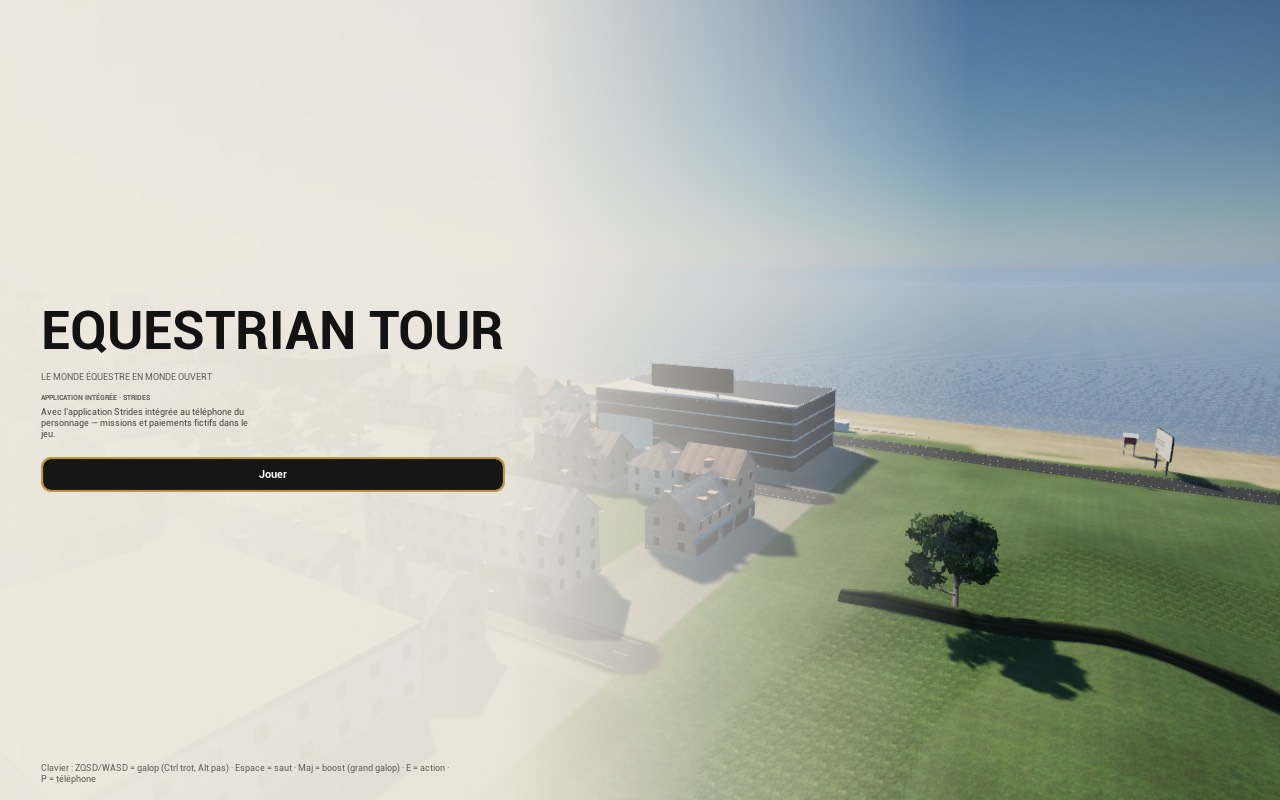 EQUESTRIAN TOUR
LE MONDE ÉQUESTRE EN MONDE OUVERT
APPLICATION INTÉGRÉE · STRIDES
Avec l'application Strides intégrée au téléphone du
personnage — missions et paiements fictifs dans le
jeu.
Jouer
Clavier : ZQSD/WASD = galop (Ctrl trot, Alt pas) · Espace = saut · Maj = boost (grand galop) · E = action ·
P = téléphone